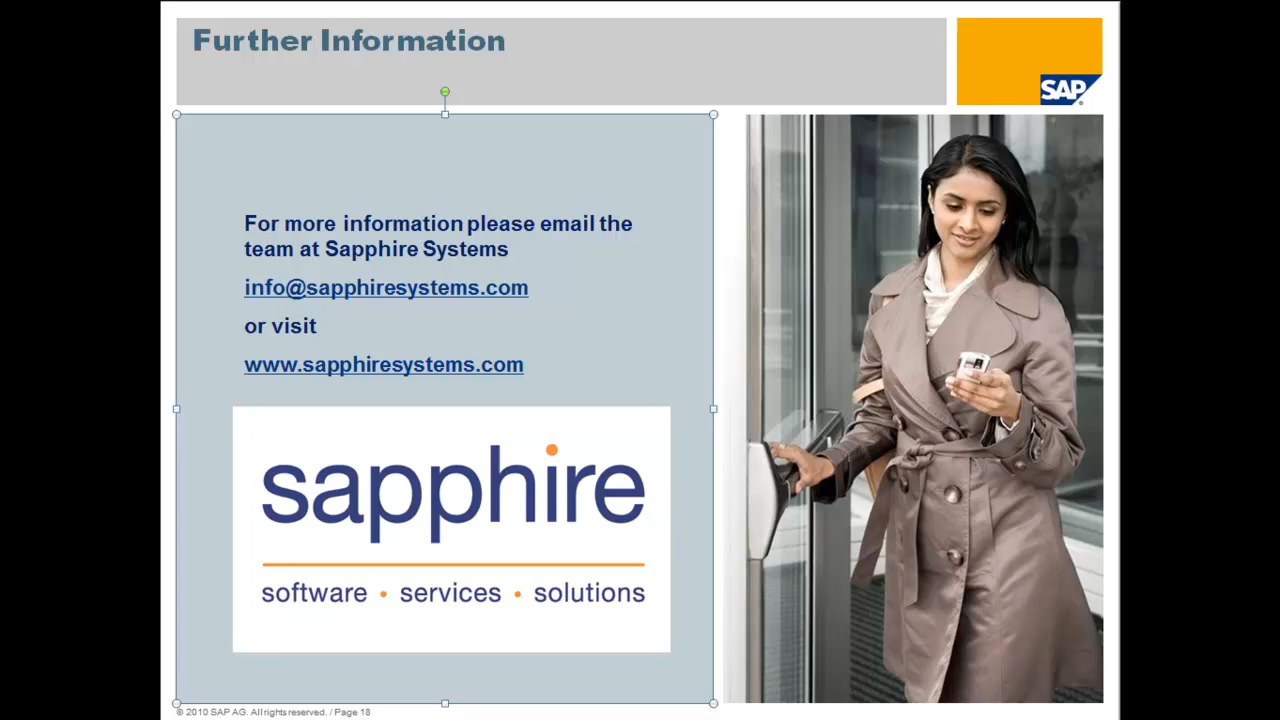 Further Information
SAP
For more information please email the
team at Sapphire Systems
info@sapphiresystems.com
or visit
www.sapphiresystems.com
sapphire
software • services • solutions
© 2010 SAP AG. All rights reserved. / Page 18